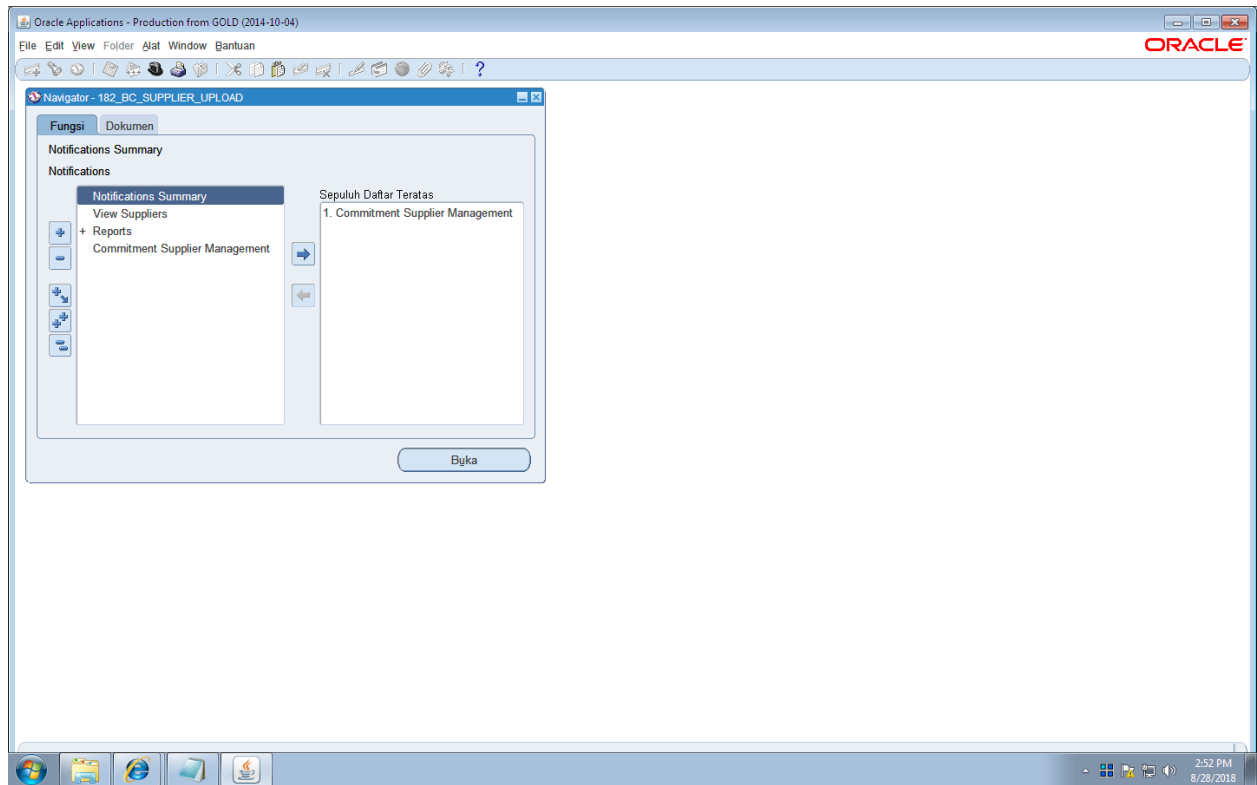 Oracle Applications - Production from GOLD (2014-10-04)
File Edit View Folder Alat Window Bantuan
ORACLE
Navigator - 182_BC_SUPPLIER_UPLOAD
Fungsi Dokumen
Notifications Summary
Notifications
Notifications Summary
View Suppliers
+ Reports
Commitment Supplier Management
Sepuluh Daftar Teratas
1. Commitment Supplier Management
Buka
2:52 PM
8/28/2018